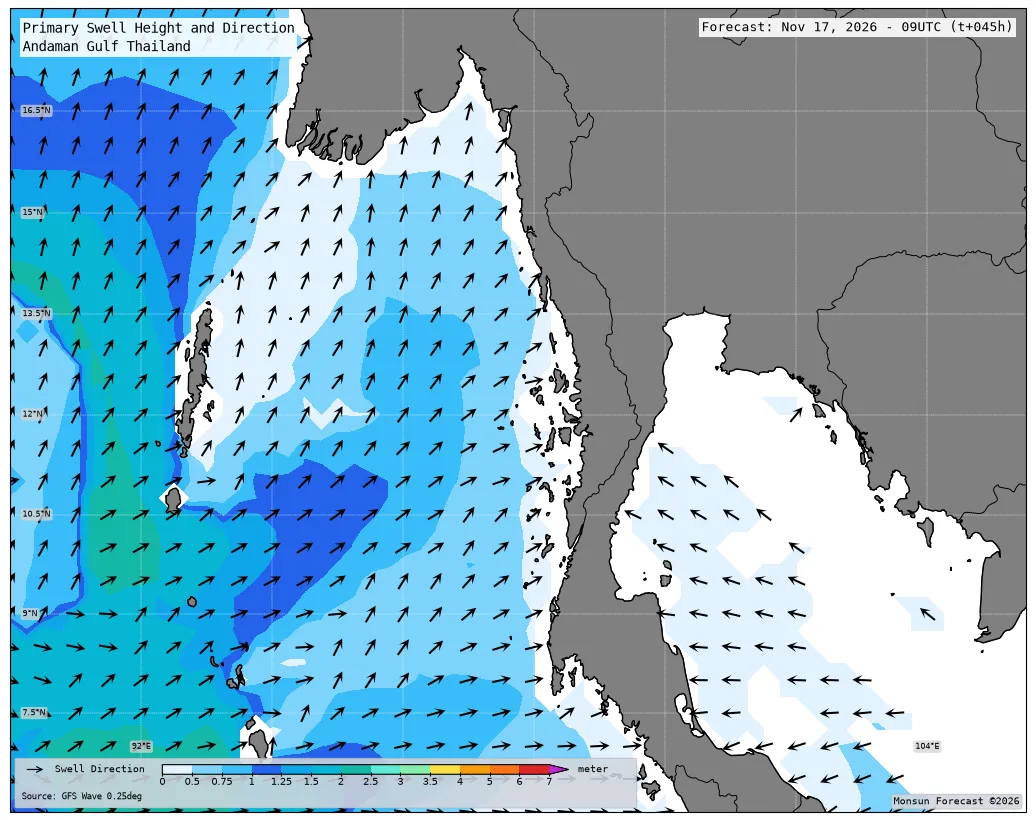 Primary Swell Height and Direction
Andaman Gulf Thailand
Forecast: Nov 17, 2026 - 09UTC (t+045h)
16.5°N
15°N
13.5°N
12°N
10.5°N
9°N
7.5°N
92°E
104°E
Swell Direction
meter
0 0.5 0.75 1 1.25 1.5 2 2.5 3 3.5 4 5 6 7
Source: GFS Wave 0.25deg
Monsun Forecast ©2026